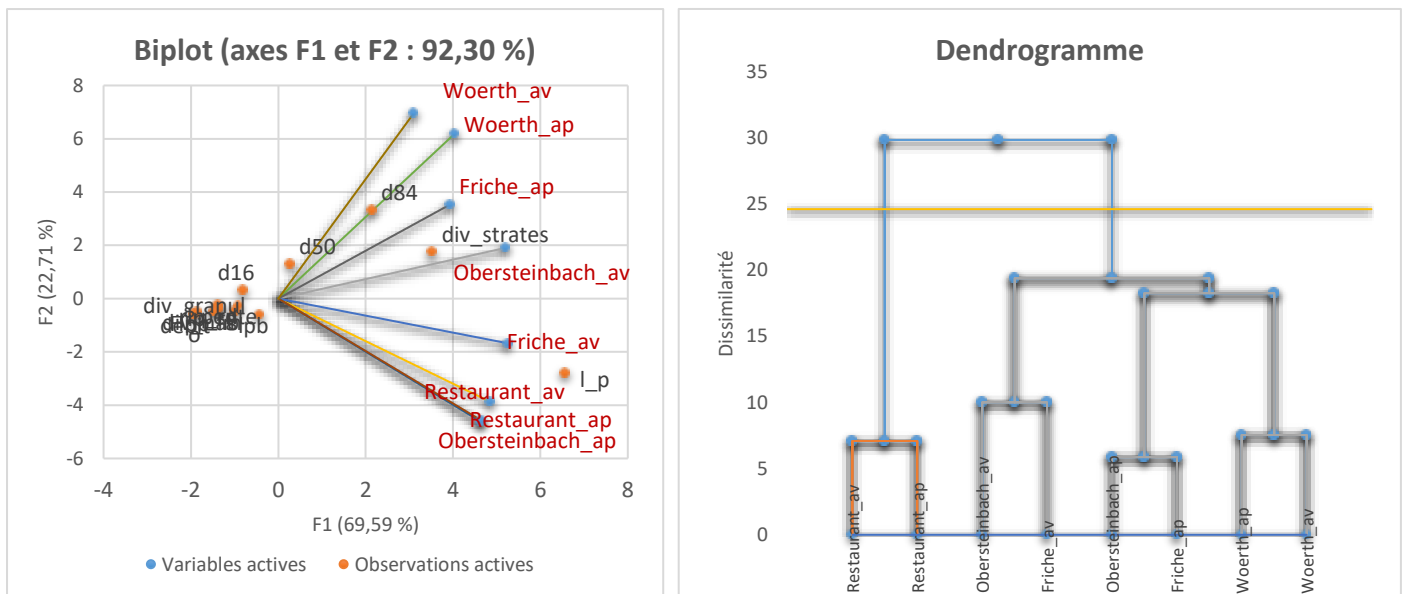 Biplot (axes F1 et F2 : 92,30 %)
8
6
4
2
0
-2
-4
-6
F2 (22,71 %)
Woerth_av
Woerth_ap
Friche_ap
d84
div_strates
d50
Obersteinbach_av
d16
div_granul
Friche_av
l_p
Restaurant_av
Restaurant_ap
Obersteinbach_ap
-4
-2
0
2
4
6
8
F1 (69,59 %)
Variables actives
Observations actives
Dendrogramme
35
30
25
20
15
10
5
0
Dissimilarité
Restaurant_av
Restaurant_ap
Obersteinbach_av
Friche_av
Obersteinbach_ap
Friche_ap
Woerth_ap
Woerth_av